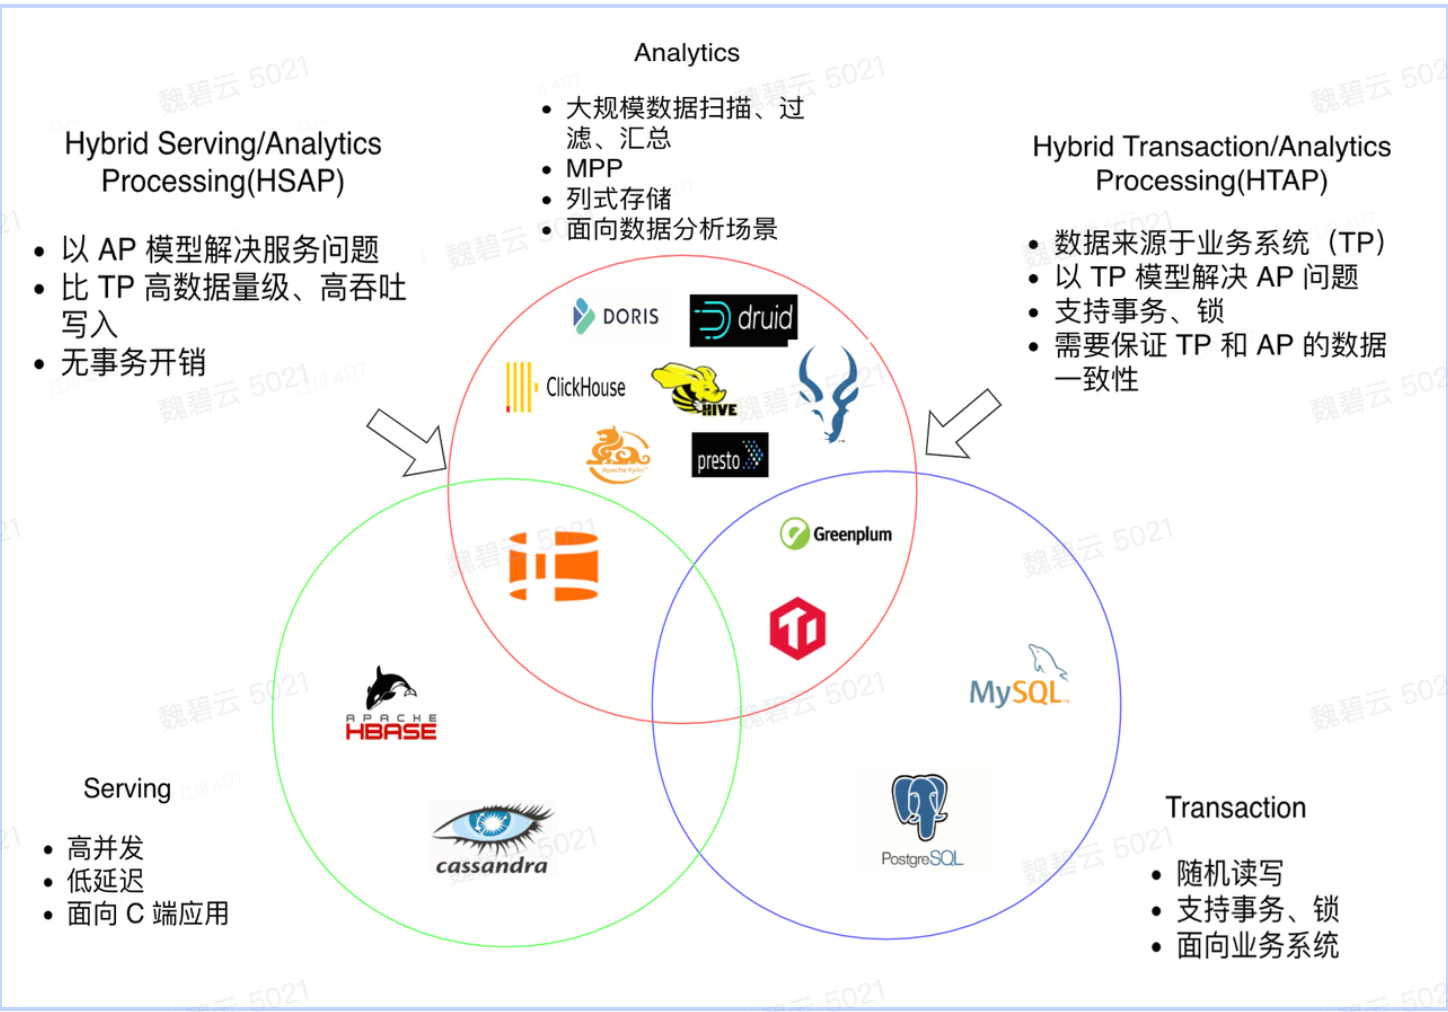 Analytics
• 大规模数据扫描、过
滤、汇总
• MPP
• 列式存储
• 面向数据分析场景
Hybrid Serving/Analytics
Processing(HSAP)
• 以 AP 模型解决服务问题
• 比 TP 高数据量级、高吞吐
写入
• 无事务开销
Hybrid Transaction/Analytics
Processing(HTAP)
• 数据来源于业务系统（TP）
• 以 TP 模型解决 AP 问题
• 支持事务、锁
• 需要保证 TP 和 AP 的数据
一致性
DORIS
druid
ClickHouse
HIVE
Apache Kylin
presto
Greenplum
APACHE
HBASE
cassandra
MySQL
PostgreSQL
Serving
• 高并发
• 低延迟
• 面向 C 端应用
Transaction
• 随机读写
• 支持事务、锁
• 面向业务系统
魏碧云 5021
江川 4177